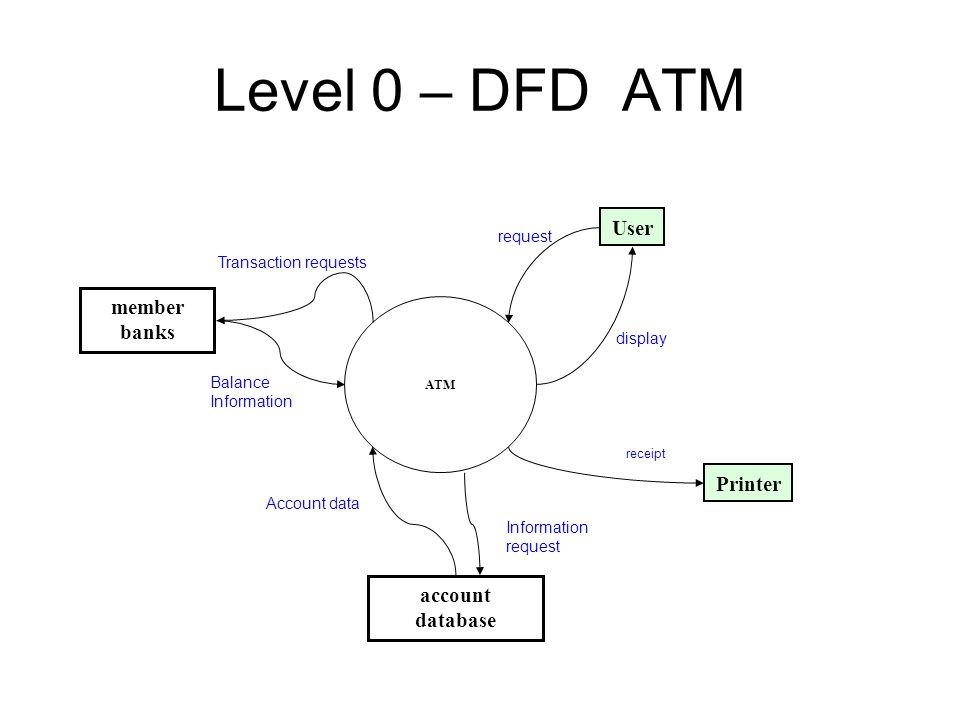 Level 0 – DFD ATM
User
request
Transaction requests
member
banks
display
ATM
Balance
Information
receipt
Printer
Account data
Information
request
account
database